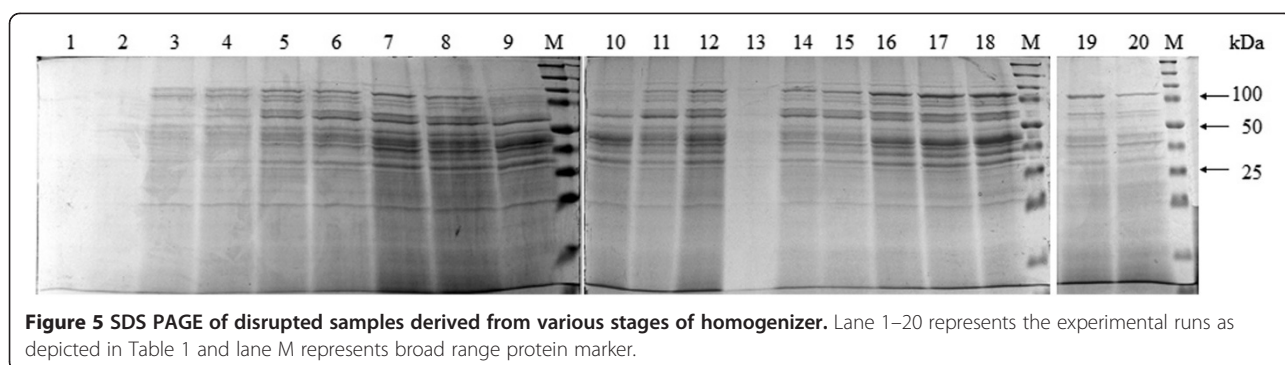 1 2 3 4 5 6 7 8 9 M 10 11 12 13 14 15 16 17 18 M 19 20 M kDa
100
50
25
Figure 5 SDS PAGE of disrupted samples derived from various stages of homogenizer. Lane 1–20 represents the experimental runs as
depicted in Table 1 and lane M represents broad range protein marker.